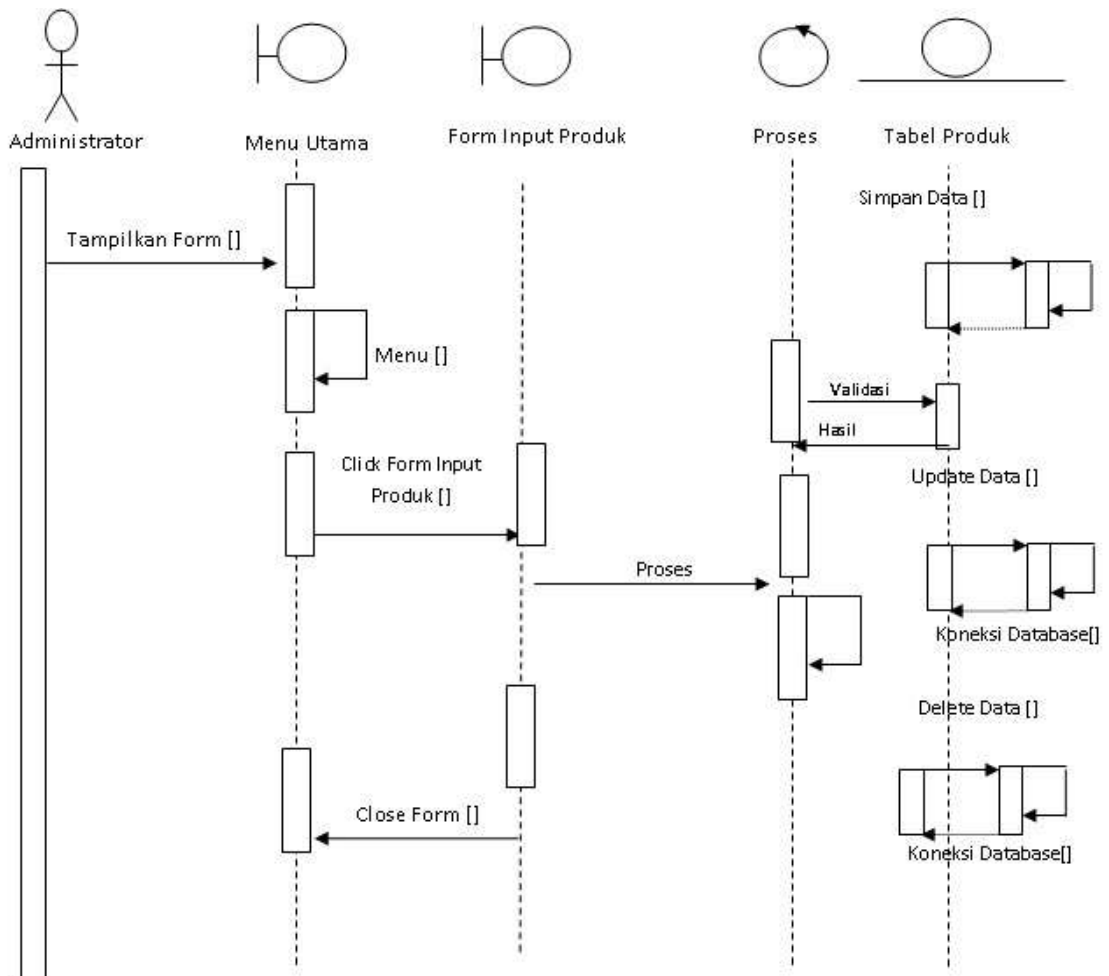 Administrator
Menu Utama
Form Input Produk
Proses
Tabel Produk
Simpan Data []
Tampilkan Form []
Menu []
Validasi
Hasil
Click Form Input
Produk []
Update Data []
Proses
Koneksi Database[]
Delete Data []
Close Form []
Koneksi Database[]